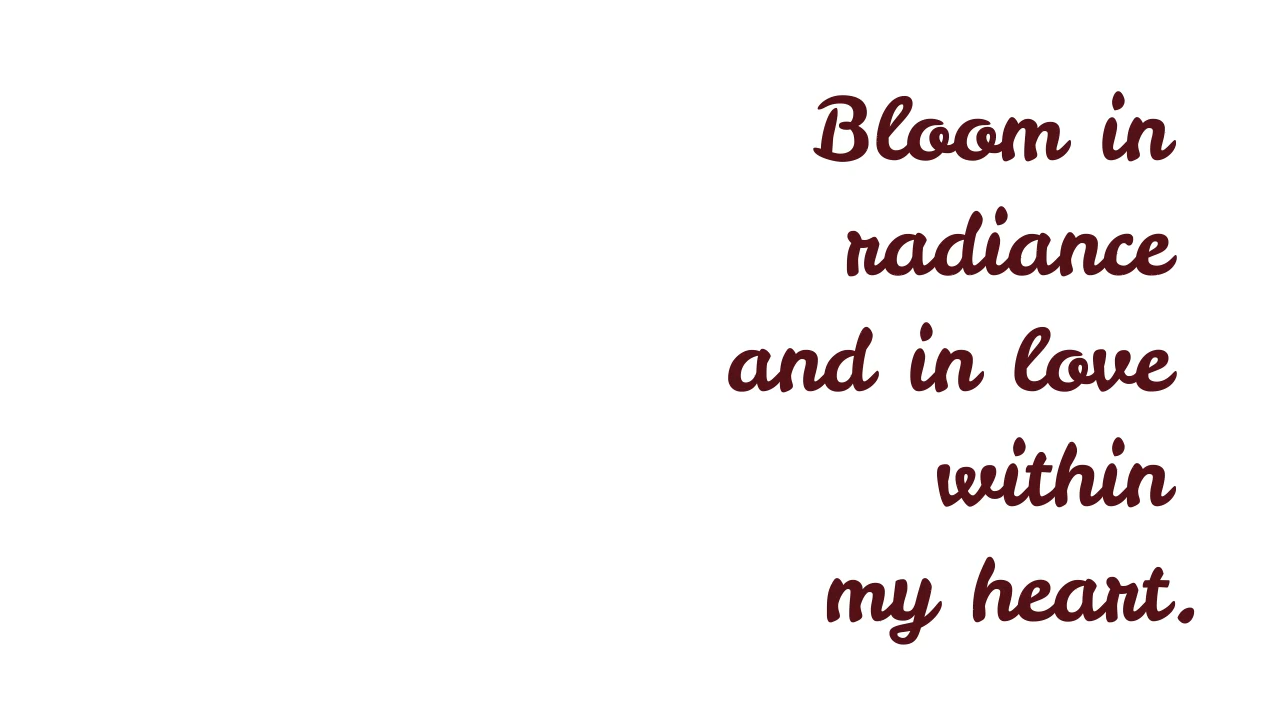 Bloom in
radiance
and in love
within
my heart.